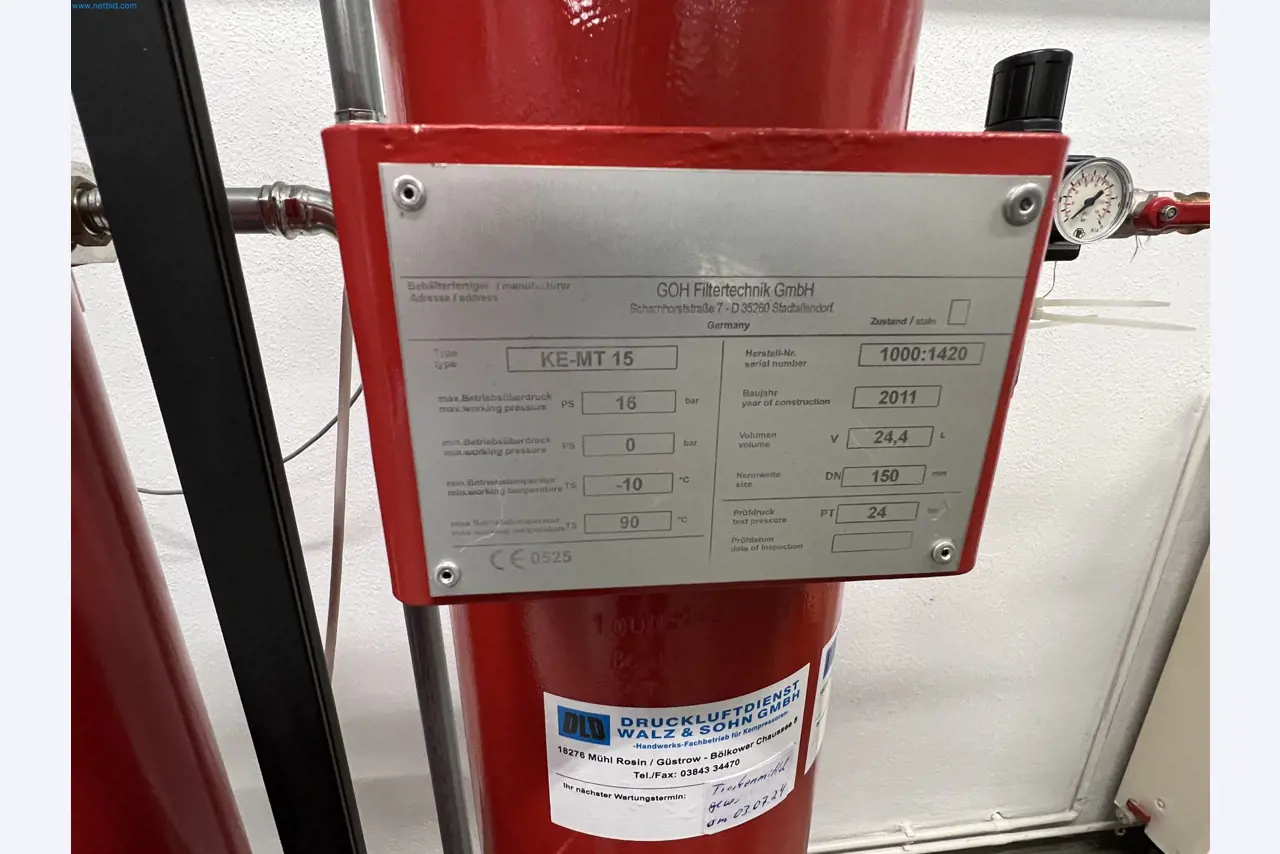 www.netbid.com
Behälterfertiger / manufacturer
Adresse / address
GOH Filtertechnik GmbH
Scharnhorststraße 7 - D 35260 Stadtallendorf
Germany
Zustand / state
Type
type
KE-MT 15
max.Betriebsüberdruck
max.working pressure
PS
16
bar
min.Betriebsüberdruck
min.working pressure
PS
0
bar
min.Betriebstemperatur
min.working temperature
TS
-10
°C
max.Betriebstemperatur
max.working temperature
TS
90
°C
CE 0525
Herstell-Nr.
serial number
1000:1420
Baujahr
year of construction
2011
Volumen
volume
V
24,4
L
Nennweite
size
DN
150
mm
Prüfdruck
test pressure
PT
24
bar
Prüfdatum
date of Inspection
DLD
DRUCKLUFTDIENST
WALZ & SOHN GMBH
-Handwerks-Fachbetrieb für Kompressoren-
18276 Mühl Rosin / Güstrow - Bölkower Chaussee 8
Tel./Fax: 03843 34470
Ihr nächster Wartungstermin:
Trockenmittel
gew.
am 03.07.24